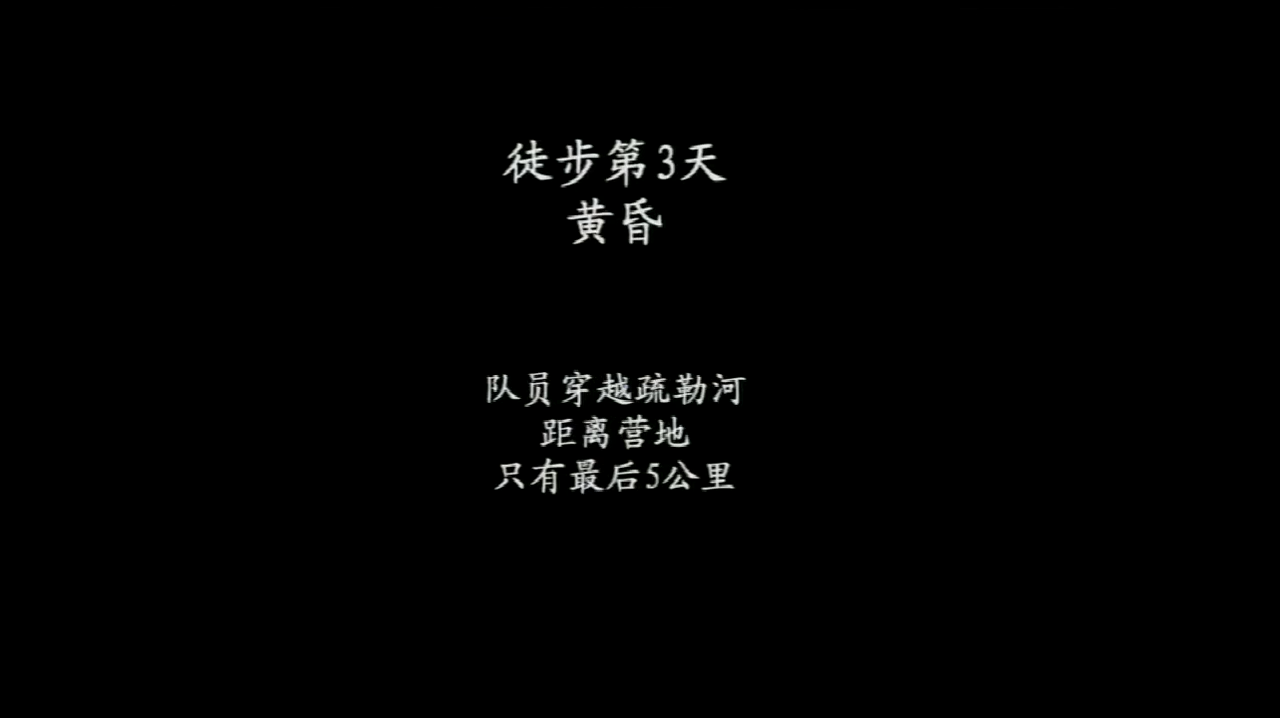 徒步第3天
黄昏
队员穿越疏勒河
距离营地
只有最后5公里